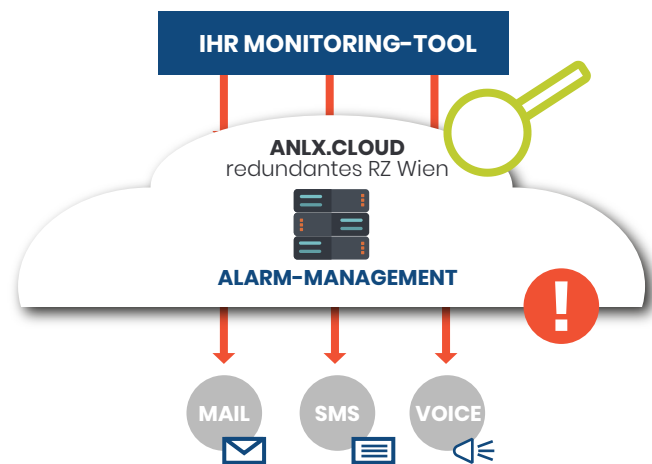 IHR MONITORING-TOOL
ANLX.CLOUD
redundantes RZ Wien
ALARM-MANAGEMENT
!
MAIL SMS VOICE